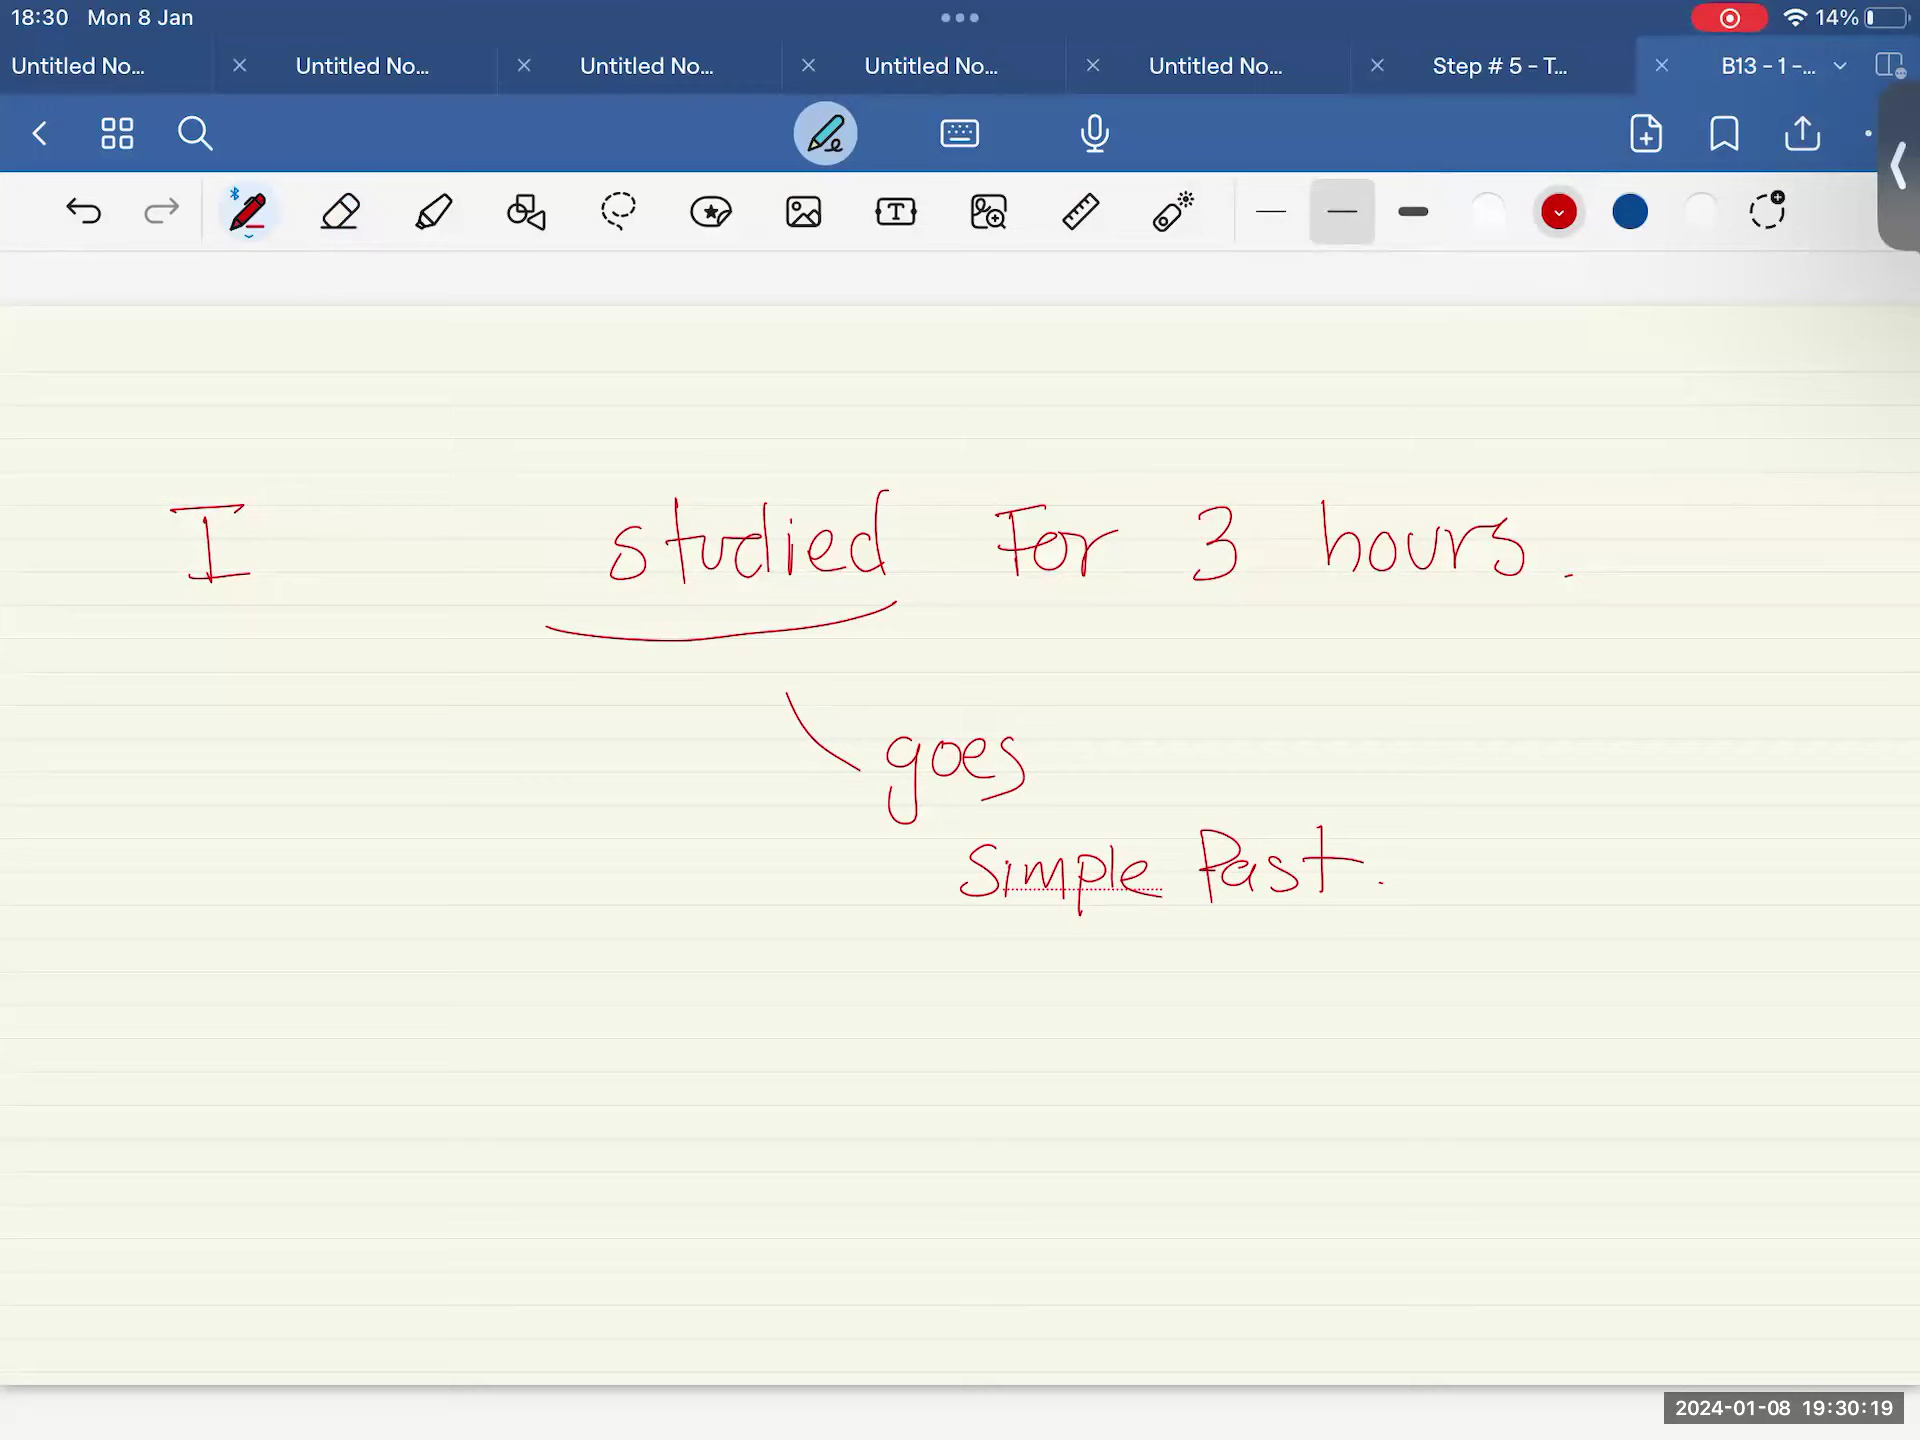 18:30 Mon 8 Jan 14%
Untitled No... Untitled No... Untitled No... Untitled No... Untitled No... Step # 5 - T... B13 - 1 -...
I studied For 3 hours.
goes
Simple Past.
2024-01-08 19:30:19